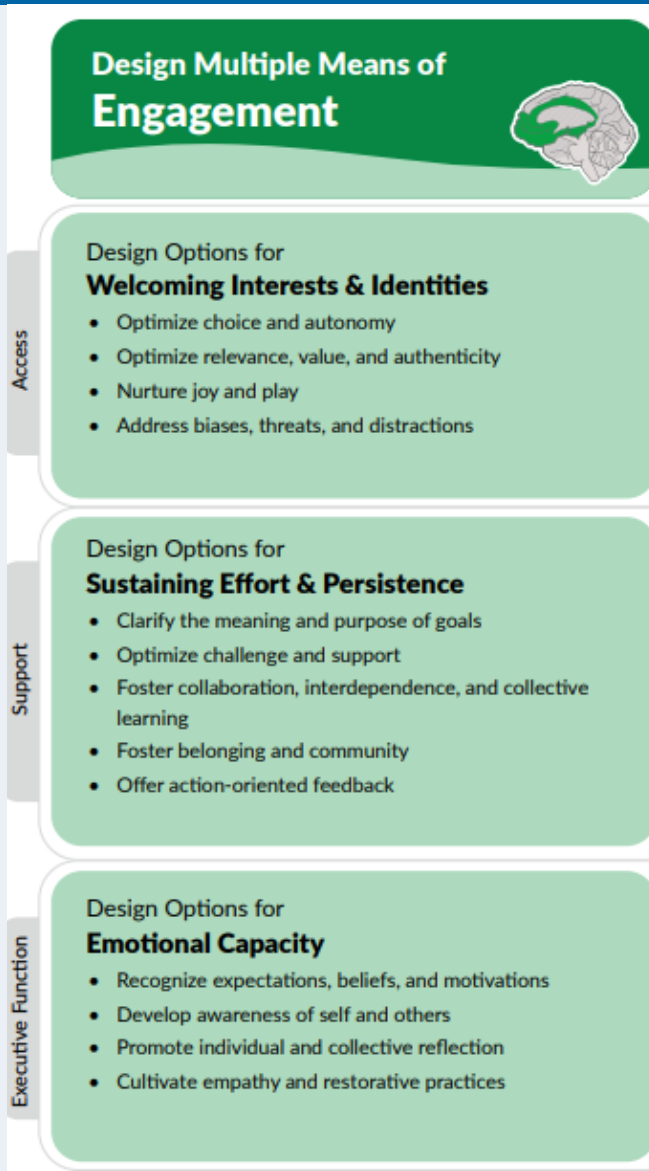 Design Multiple Means of
Engagement
Access
Design Options for
Welcoming Interests & Identities
• Optimize choice and autonomy
• Optimize relevance, value, and authenticity
• Nurture joy and play
• Address biases, threats, and distractions
Support
Design Options for
Sustaining Effort & Persistence
• Clarify the meaning and purpose of goals
• Optimize challenge and support
• Foster collaboration, interdependence, and collective
learning
• Foster belonging and community
• Offer action-oriented feedback
Executive Function
Design Options for
Emotional Capacity
• Recognize expectations, beliefs, and motivations
• Develop awareness of self and others
• Promote individual and collective reflection
• Cultivate empathy and restorative practices